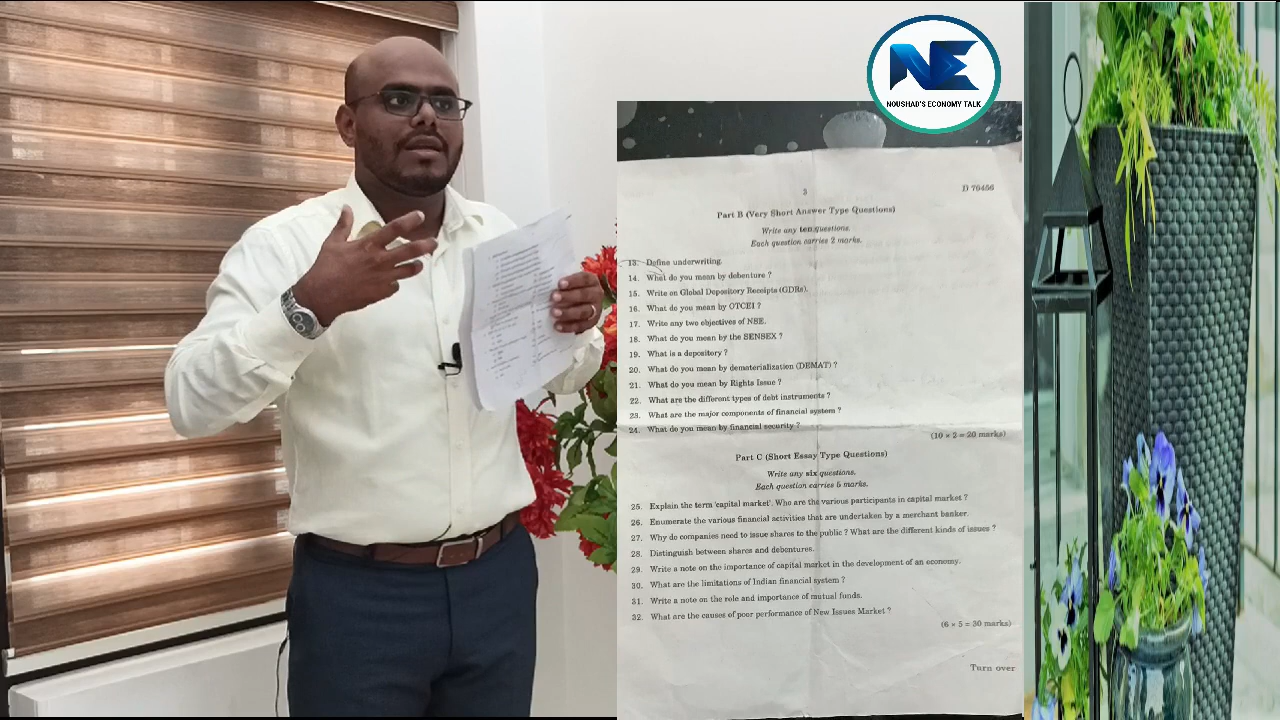 NE
NOUSHAD'S ECONOMY TALK
3
D 79456
Part B (Very Short Answer Type Questions)
Write any ten questions.
Each question carries 2 marks.
13. Define underwriting.
14. What do you mean by debenture ?
15. Write on Global Depository Receipts (GDRs).
16. What do you mean by OTCEI ?
17. Write any two objectives of NSE.
18. What do you mean by the SENSEX ?
19. What is a depository ?
20. What do you mean by dematerialization (DEMAT) ?
21. What do you mean by Rights Issue ?
22. What are the different types of debt instruments ?
23. What are the major components of financial system ?
24. What do you mean by financial security ?
(10 × 2 = 20 marks)
Part C (Short Essay Type Questions)
Write any six questions.
Each question carries 5 marks.
25. Explain the term 'capital market'. Who are the various participants in capital market ?
26. Enumerate the various financial activities that are undertaken by a merchant banker.
27. Why do companies need to issue shares to the public ? What are the different kinds of issues ?
28. Distinguish between shares and debentures.
29. Write a note on the importance of capital market in the development of an economy.
30. What are the limitations of Indian financial system ?
31. Write a note on the role and importance of mutual funds.
32. What are the causes of poor performance of New Issues Market ?
(6 × 5 = 30 marks)
Turn over